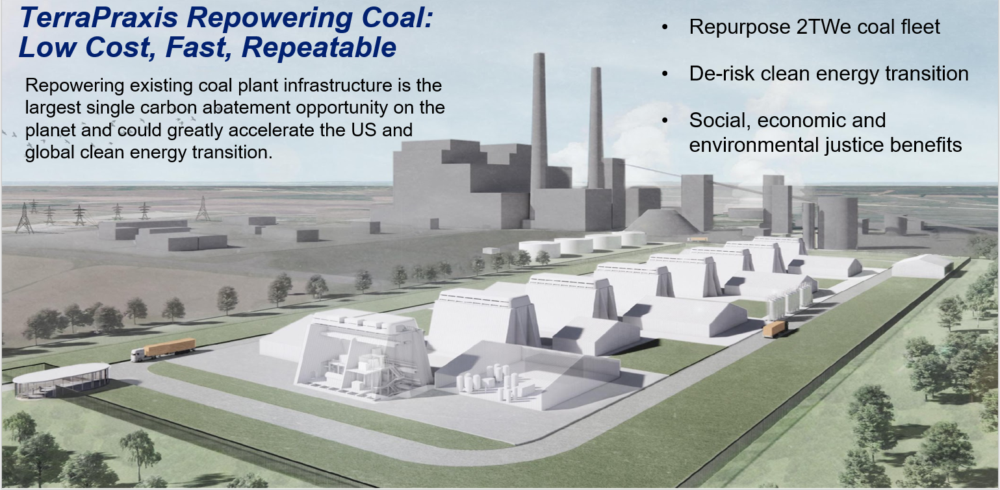 TerraPraxis Repowering Coal:
Low Cost, Fast, Repeatable
Repowering existing coal plant infrastructure is the
largest single carbon abatement opportunity on the
planet and could greatly accelerate the US and
global clean energy transition.
• Repurpose 2TWe coal fleet
• De-risk clean energy transition
• Social, economic and
environmental justice benefits